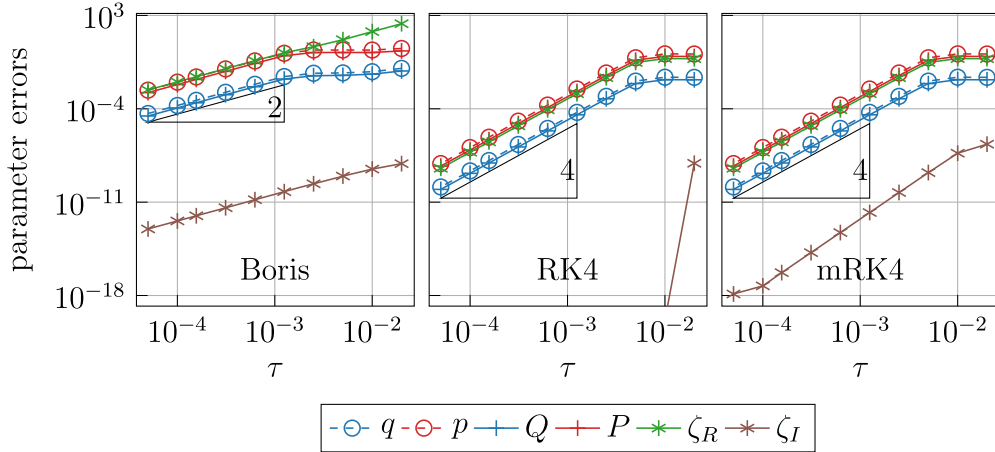 parameter errors
10^3
10^{-4}
10^{-11}
10^{-18}
2
Boris
10^{-4} 10^{-3} 10^{-2}
τ
4
RK4
10^{-4} 10^{-3} 10^{-2}
τ
4
mRK4
10^{-4} 10^{-3} 10^{-2}
τ
q p Q P ζ_R ζ_I